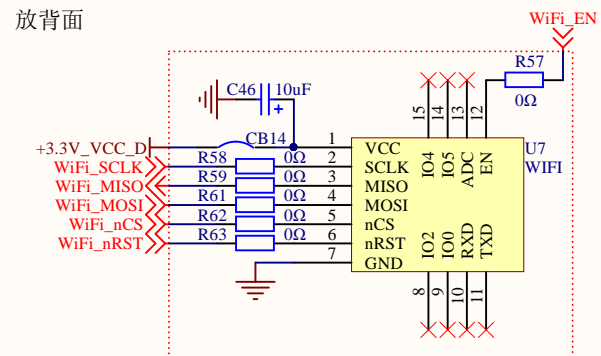 放背面
WiFi_EN
R57
0Ω
C46 10uF
+
15 14 13 12
+3.3V_VCC_D CB14 1 VCC IO4 IO5 ADC EN U7
WiFi_SCLK R58 0Ω 2 SCLK WIFI
WiFi_MISO R59 0Ω 3 MISO
WiFi_MOSI R61 0Ω 4 MOSI
WiFi_nCS R62 0Ω 5 nCS
WiFi_nRST R63 0Ω 6 nRST
7 GND IO2 IO0 RXD TXD
8 9 10 11